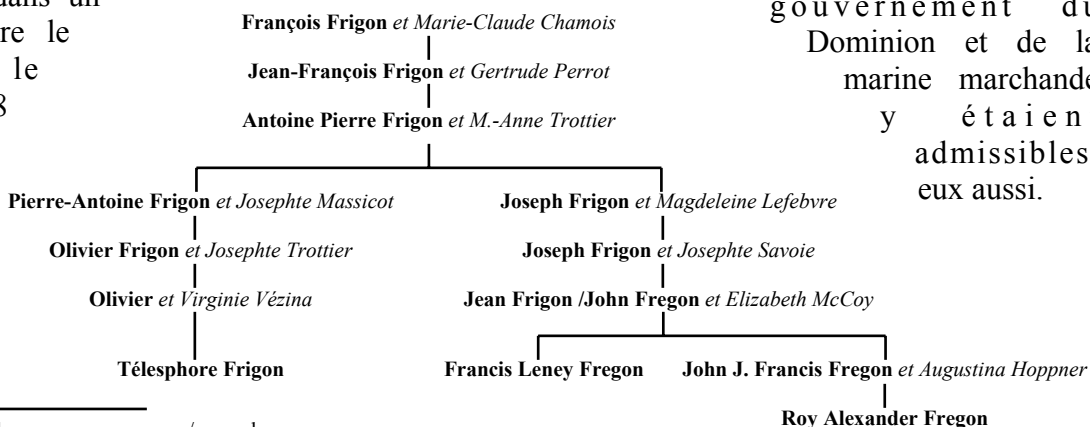 dans un
re le
le
8
François Frigon et Marie-Claude Chamois
Jean-François Frigon et Gertrude Perrot
Antoine Pierre Frigon et M.-Anne Trottier
gouvernement du
Dominion et de la
marine marchande
y étaien
admissibles
eux aussi.
Pierre-Antoine Frigon et Josephte Massicot
Joseph Frigon et Magdeleine Lefebvre
Olivier Frigon et Josephte Trottier
Joseph Frigon et Josephte Savoie
Olivier et Virginie Vézina
Jean Frigon /John Fregon et Elizabeth McCoy
Télesphore Frigon
Francis Leney Fregon
John J. Francis Fregon et Augustina Hoppner
Roy Alexander Fregon